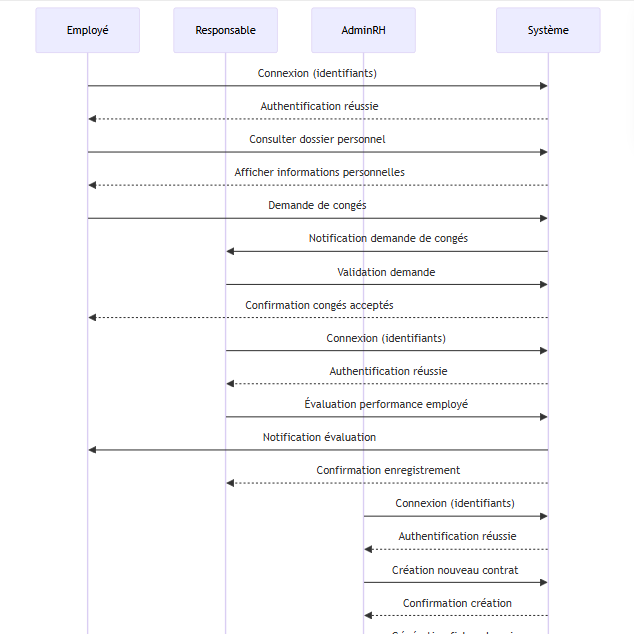 Employé
Responsable
AdminRH
Système
Connexion (identifiants)
Authentification réussie
Consulter dossier personnel
Afficher informations personnelles
Demande de congés
Notification demande de congés
Validation demande
Confirmation congés acceptés
Connexion (identifiants)
Authentification réussie
Évaluation performance employé
Notification évaluation
Confirmation enregistrement
Connexion (identifiants)
Authentification réussie
Création nouveau contrat
Confirmation création